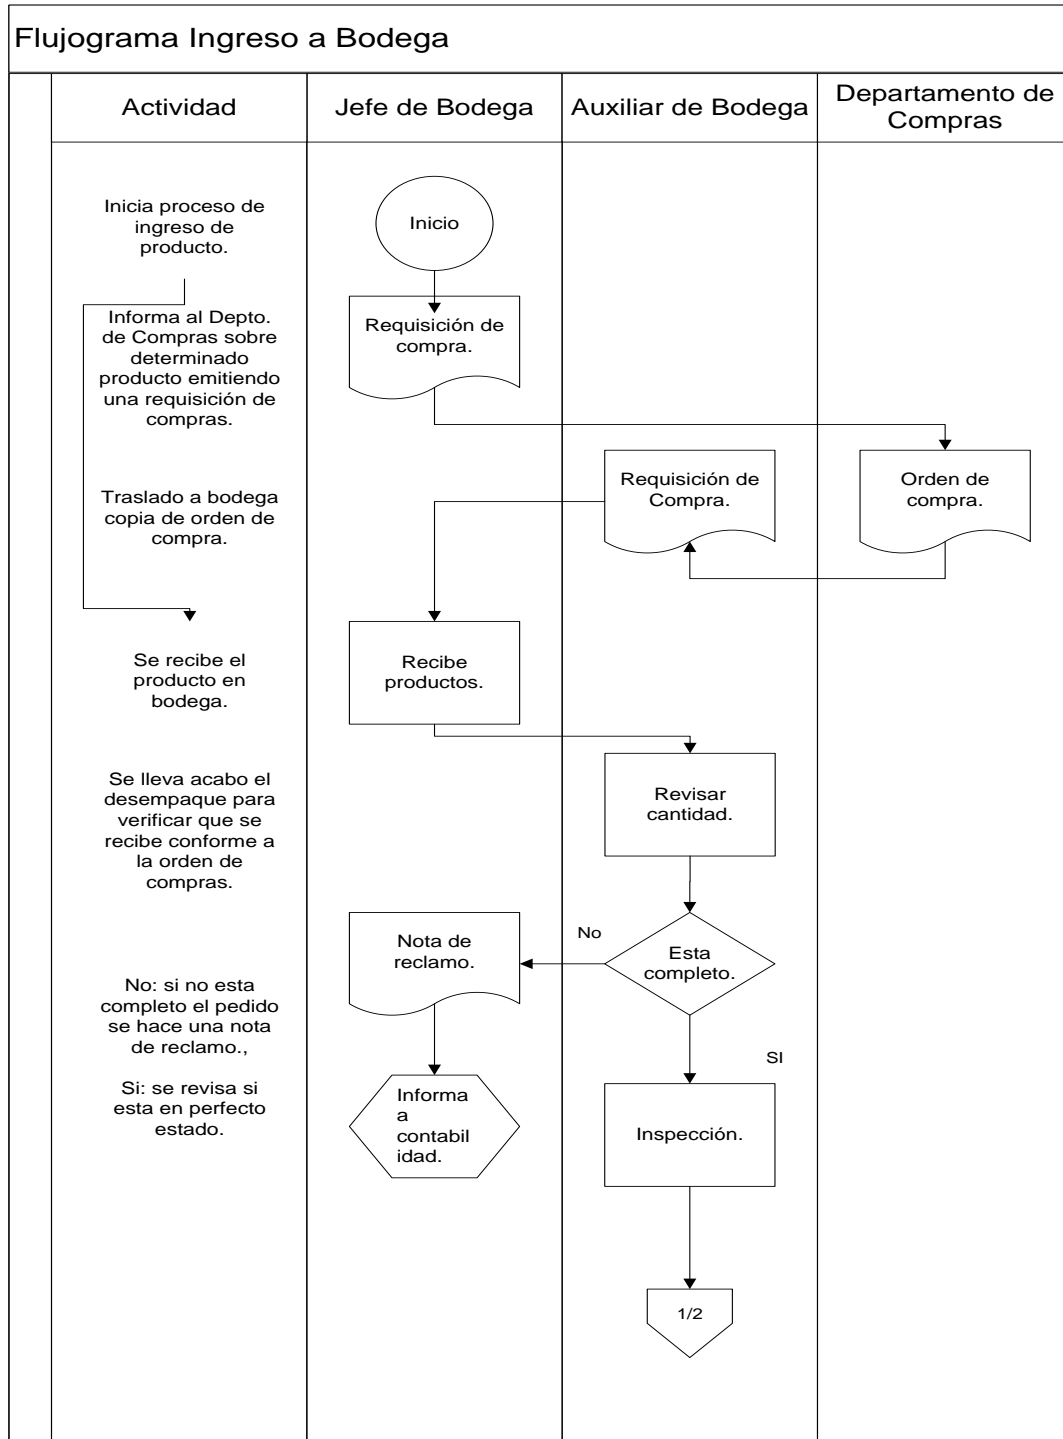 Flujograma Ingreso a Bodega
Actividad
Jefe de Bodega
Auxiliar de Bodega
Departamento de
Compras
Inicia proceso de
ingreso de
producto.
Inicio
Informa al Depto.
de Compras sobre
determinado
producto emitiendo
una requisición de
compras.
Requisición de
compra.
Traslado a bodega
copia de orden de
compra.
Requisición de
Compra.
Orden de
compra.
Se recibe el
producto en
bodega.
Recibe
productos.
Se lleva acabo el
desempaque para
verificar que se
recibe conforme a
la orden de
compras.
Revisar
cantidad.
Nota de
reclamo.
No
Esta
completo.
No: si no esta
completo el pedido
se hace una nota
de reclamo.,
SI
Si: se revisa si
esta en perfecto
estado.
Informa
a
contabil
idad.
Inspección.
1/2